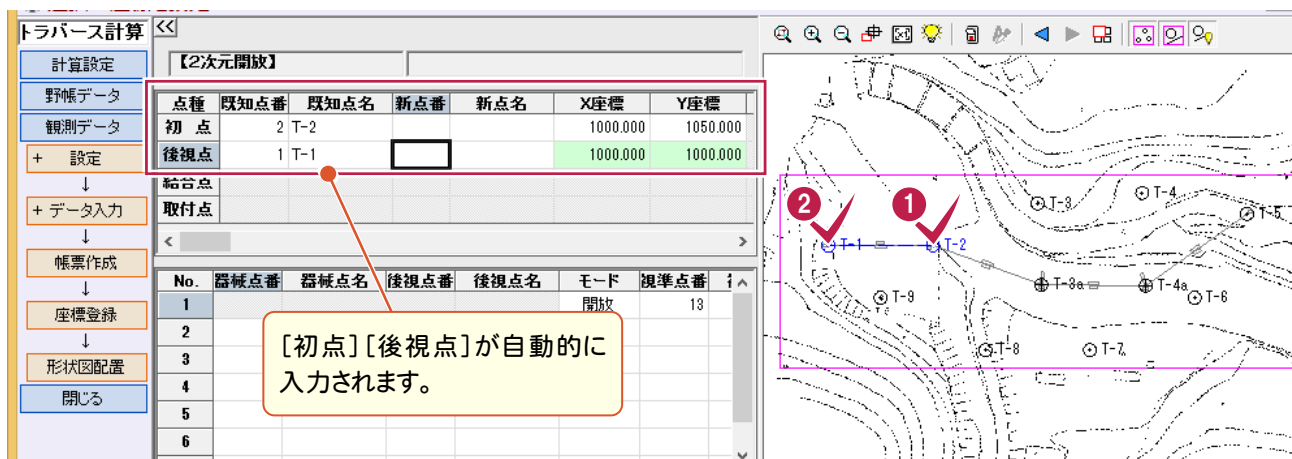 トラバース計算
<<
計算設定
野帳データ
観測データ
+ 設定
↓
+ データ入力
↓
帳票作成
↓
座標登録
↓
形状図配置
閉じる
【2次元開放】
点種 既知点番 既知点名 新点番 新点名 X座標 Y座標
初 点 2 T-2 1000.000 1050.000
後視点 1 T-1 1000.000 1000.000
結合点
取付点
No. 器械点番 器械点名 後視点番 後視点名 モード 視準点番
1 開放 13
2
3
4
5
6
[初点][後視点]が自動的に
入力されます。
2 1
T-3 T-4 T-5
T-1 T-2
T-3a T-4a
T-9 T-6
T-8 T-7